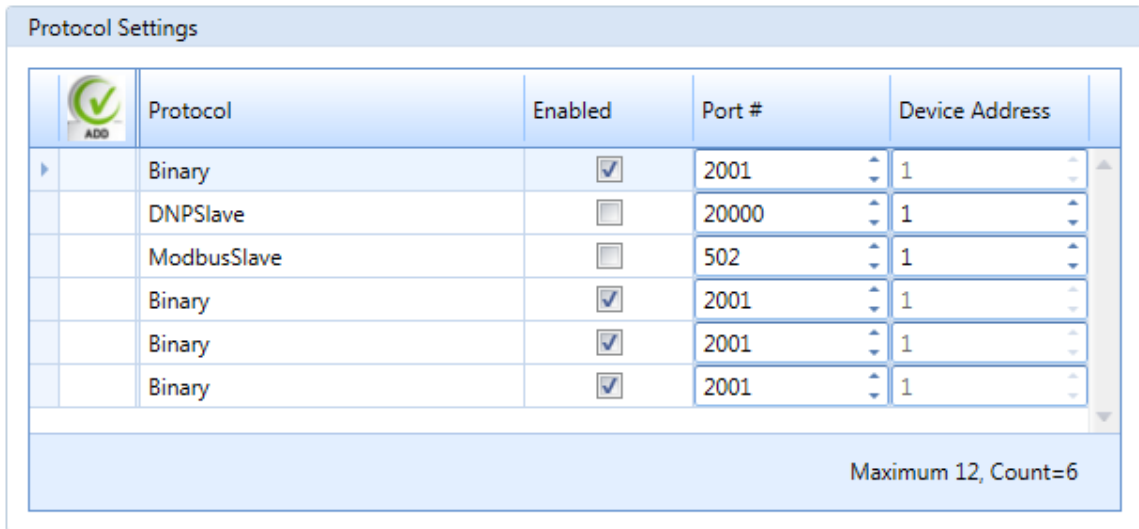 Protocol Settings
ADD Protocol Enabled Port # Device Address
Binary 2001 1
DNPSlave 20000 1
ModbusSlave 502 1
Binary 2001 1
Binary 2001 1
Binary 2001 1
Maximum 12, Count=6